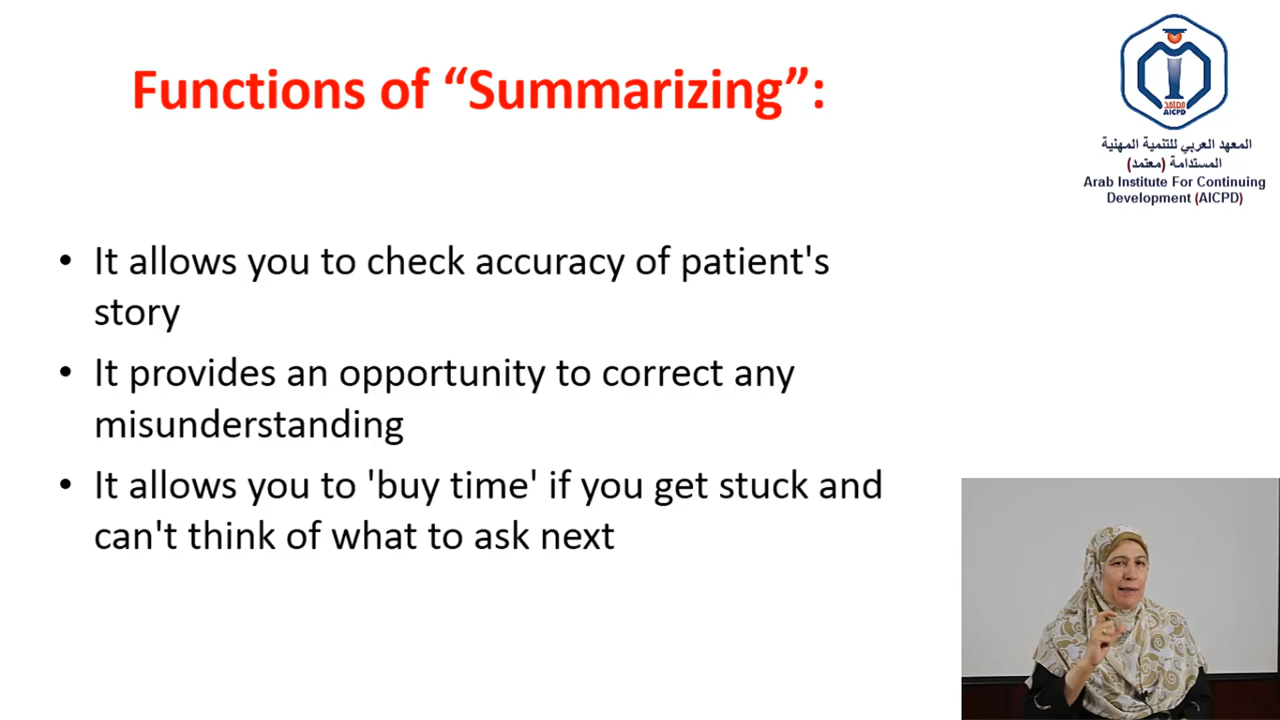 Functions of “Summarizing”:
معتمد
AICPD
المعهد العربي للتنمية المهنية
المستدامة (معتمد)
Arab Institute For Continuing
Development (AICPD)
• It allows you to check accuracy of patient's
story
• It provides an opportunity to correct any
misunderstanding
• It allows you to 'buy time' if you get stuck and
can't think of what to ask next